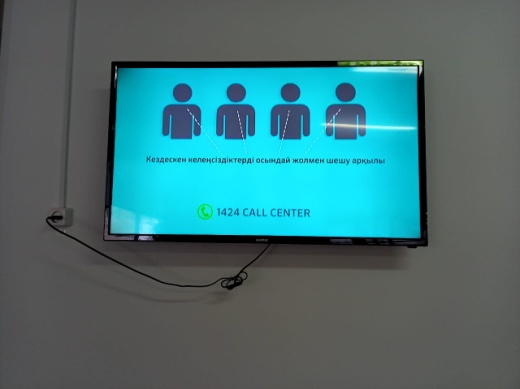 Кездескен келеңсіздіктерді осындай жолмен шешу арқылы
1424 CALL CENTER